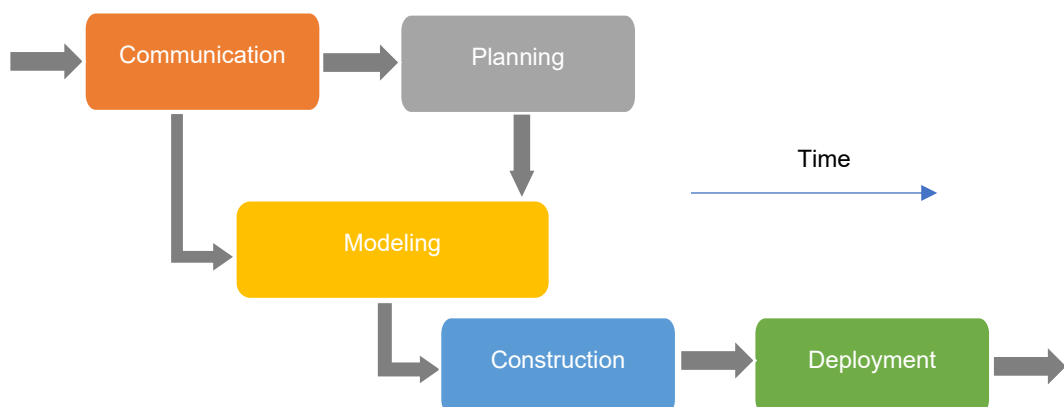 Communication
Planning
Time
Modeling
Construction
Deployment